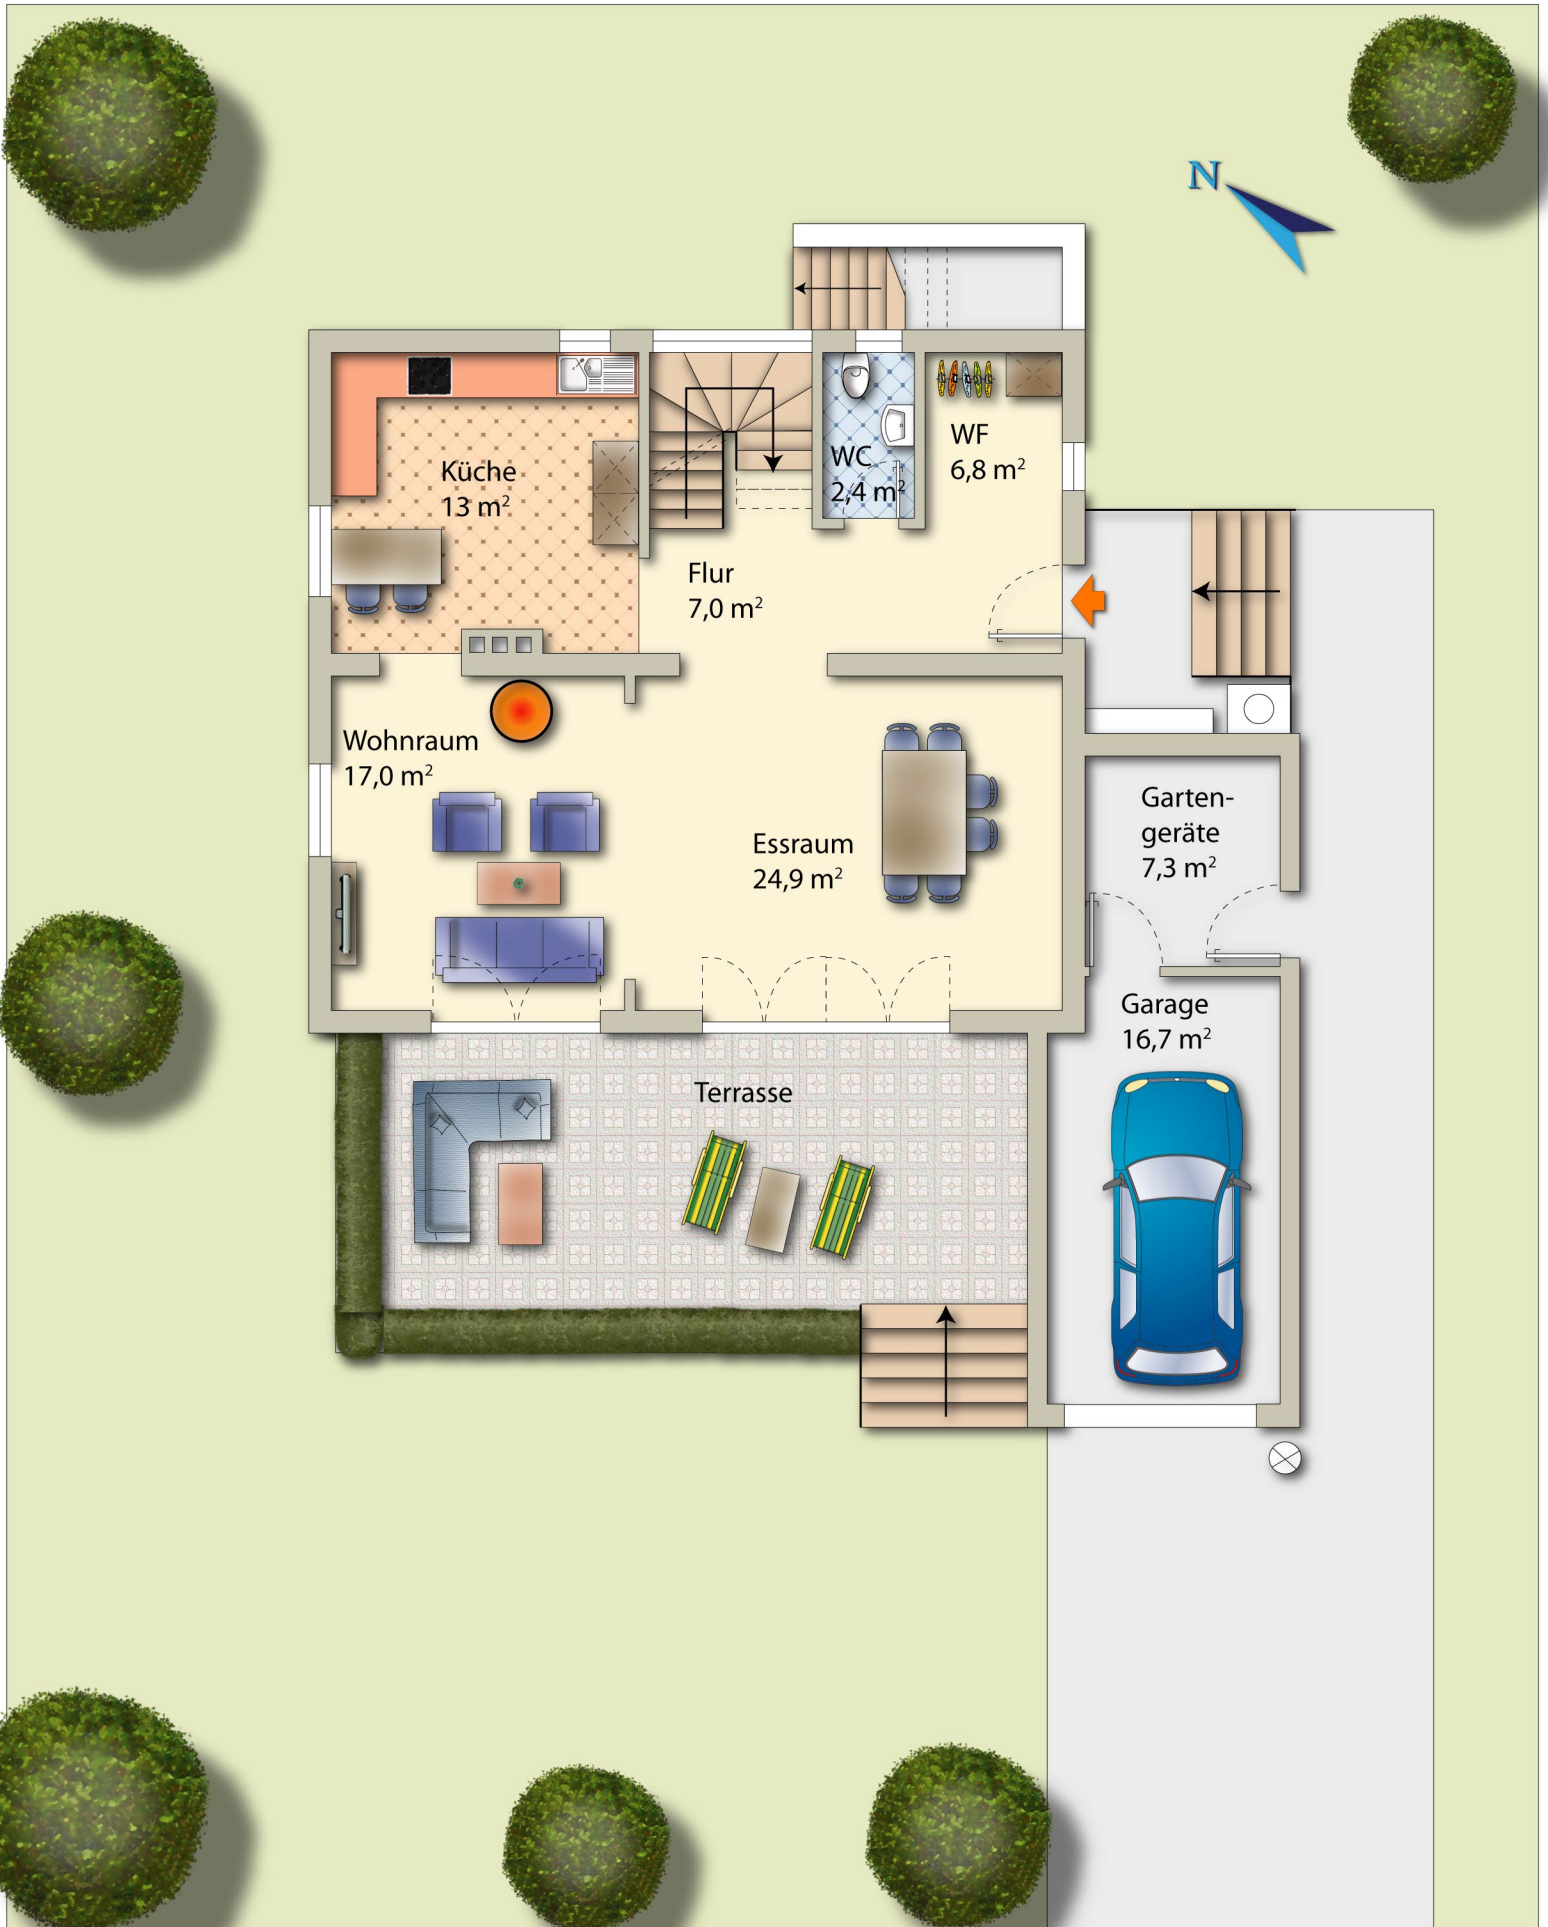 N
Küche
13 m²
WC
2,4 m²
WF
6,8 m²
Flur
7,0 m²
Wohnraum
17,0 m²
Essraum
24,9 m²
Garten-
geräte
7,3 m²
Garage
16,7 m²
Terrasse